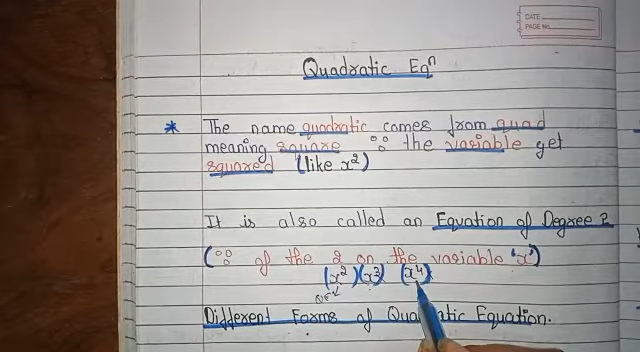 DATE
PAGE No.
Quadratic Eqⁿ
* The name quadratic comes from quad
meaning square ∵ the variable get
squared (like x²)
It is also called an Equation of Degree 2
(∵ of the 2 on the variable 'x')
(x²) (x³) (x⁴)
Different Forms of Quadratic Equation.